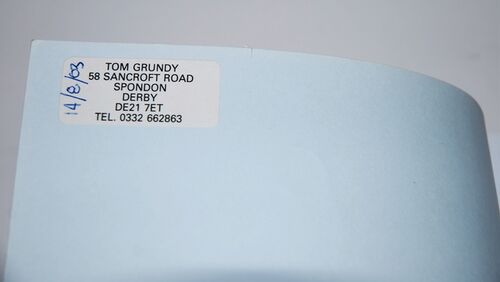 14/8/03
TOM GRUNDY
58 SANCROFT ROAD
SPONDON
DERBY
DE21 7ET
TEL. 0332 662863